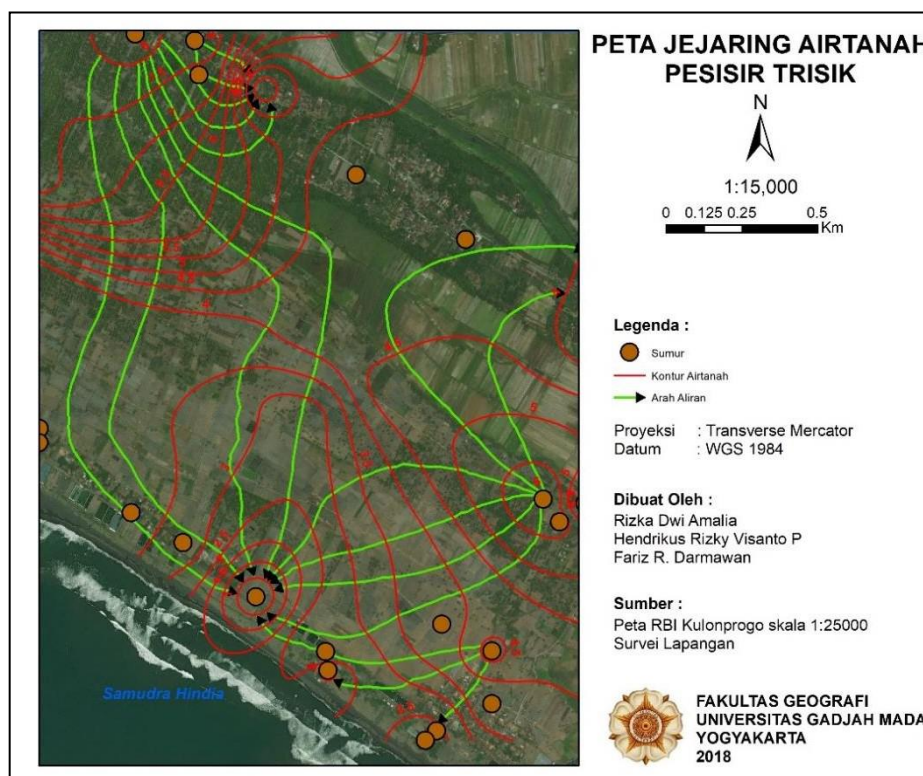 PETA JEJARING AIRTANAH
PESISIR TRISIK
N
1:15,000
0 0.125 0.25 0.5
Km
Legenda :
Sumur
Kontur Airtanah
Arah Aliran
Proyeksi : Transverse Mercator
Datum : WGS 1984
Dibuat Oleh :
Rizka Dwi Amalia
Hendrikus Rizky Visanto P
Fariz R. Darmawan
Sumber :
Peta RBI Kulonprogo skala 1:25000
Survei Lapangan
Samudra Hindia
FAKULTAS GEOGRAFI
UNIVERSITAS GADJAH MADA
YOGYAKARTA
2018